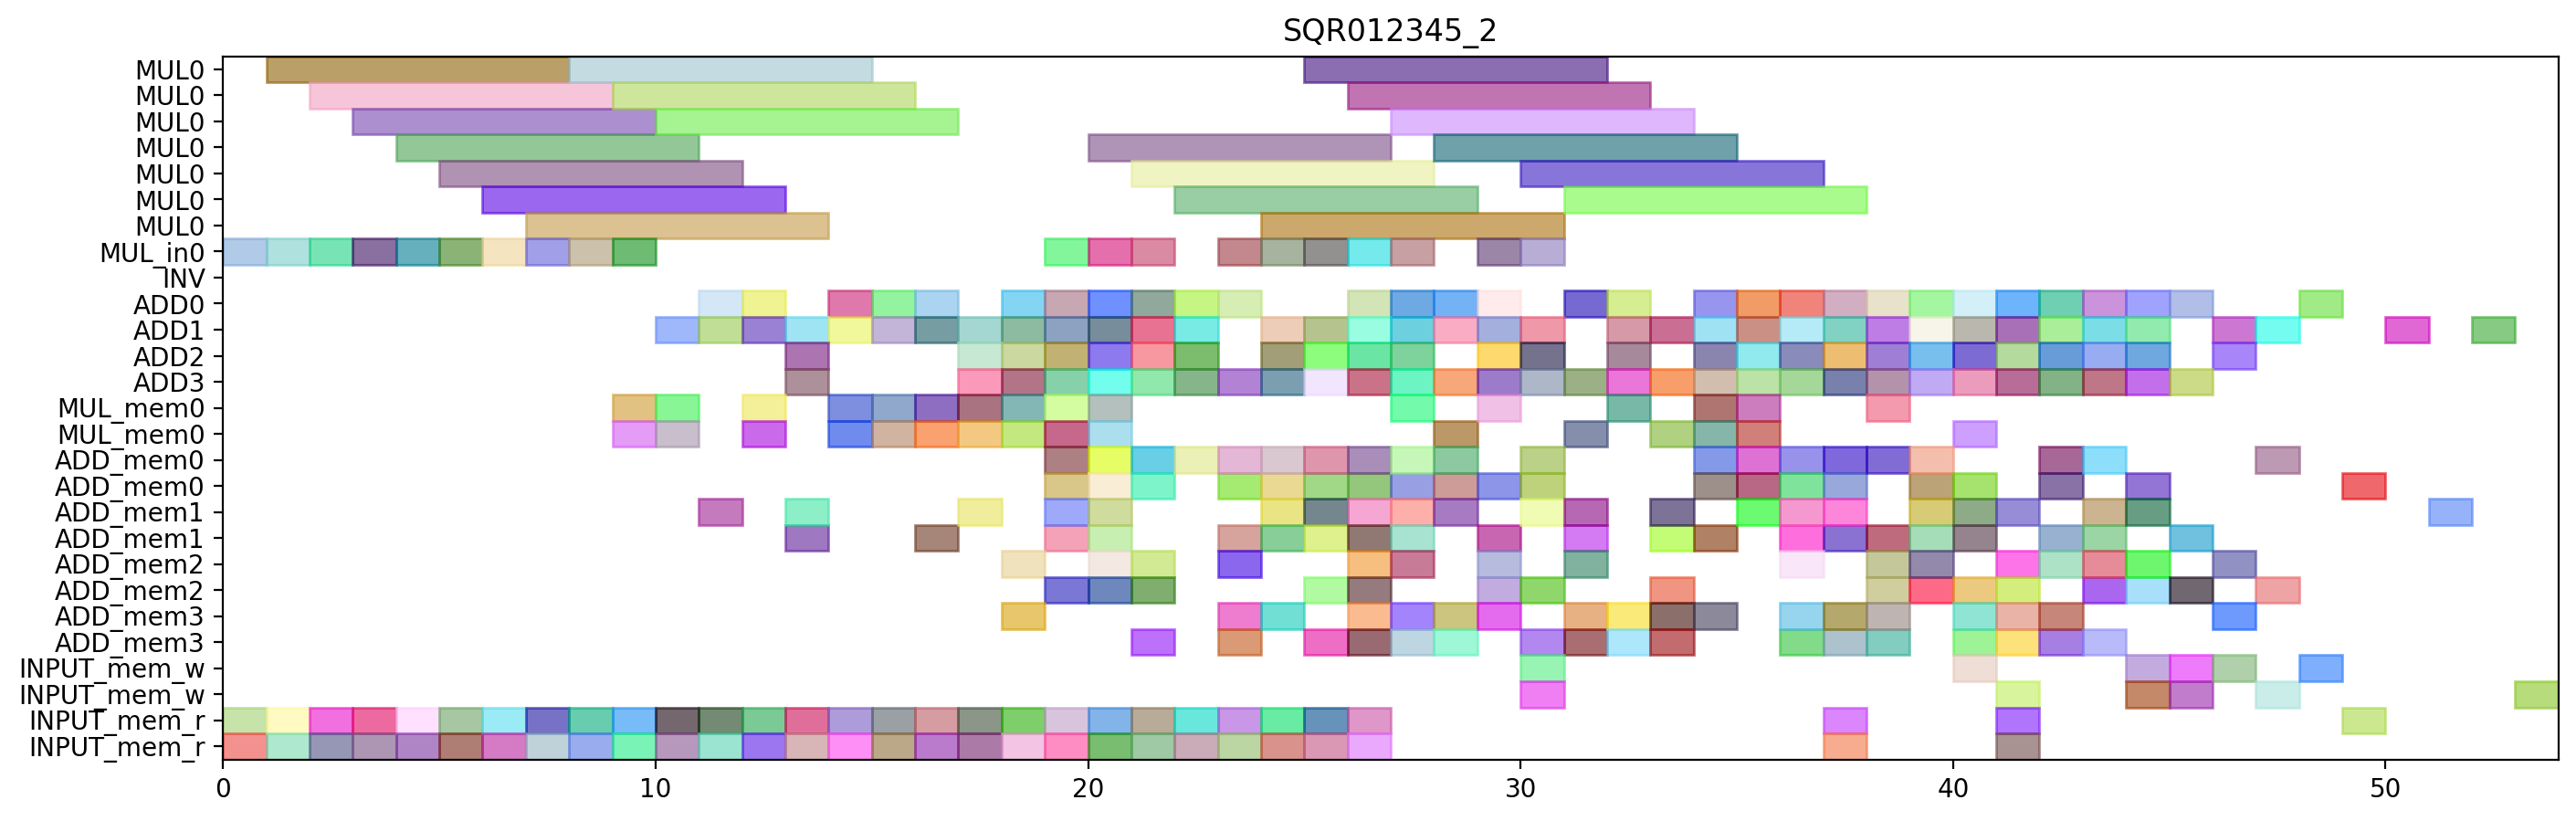 SQR012345_2
MUL0
MUL0
MUL0
MUL0
MUL0
MUL0
MUL0
MUL_in0
INV
ADD0
ADD1
ADD2
ADD3
MUL_mem0
MUL_mem0
ADD_mem0
ADD_mem0
ADD_mem1
ADD_mem1
ADD_mem2
ADD_mem2
ADD_mem3
ADD_mem3
INPUT_mem_w
INPUT_mem_w
INPUT_mem_r
INPUT_mem_r
0 10 20 30 40 50